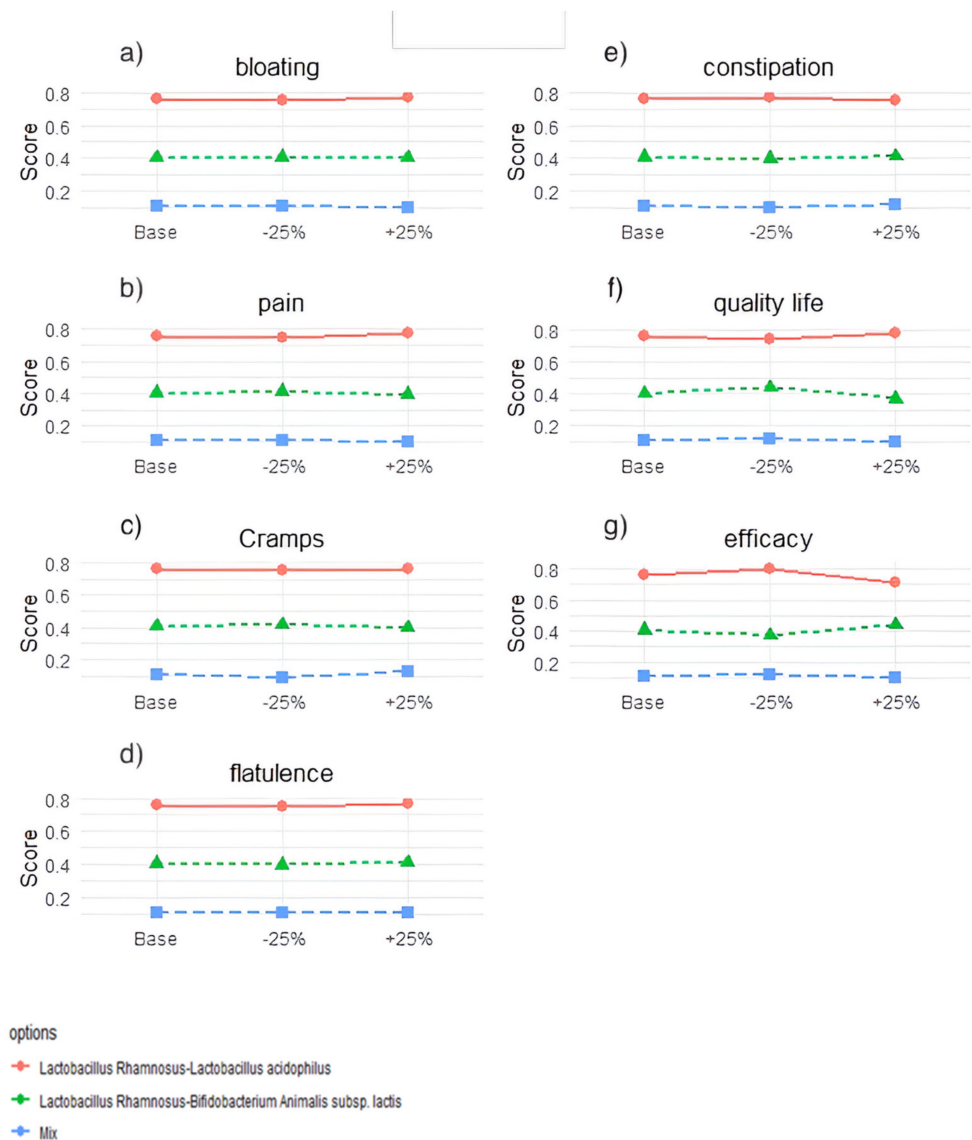 a)
bloating
Score
0.8
0.6
0.4
0.2
Base -25% +25%
b)
pain
Score
0.8
0.6
0.4
0.2
Base -25% +25%
c)
Cramps
Score
0.8
0.6
0.4
0.2
Base -25% +25%
d)
flatulence
Score
0.8
0.6
0.4
0.2
Base -25% +25%
e)
constipation
Score
0.8
0.6
0.4
0.2
Base -25% +25%
f)
quality life
Score
0.8
0.6
0.4
0.2
Base -25% +25%
g)
efficacy
Score
0.8
0.6
0.4
0.2
Base -25% +25%
options
Lactobacillus Rhamnosus-Lactobacillus acidophilus
Lactobacillus Rhamnosus-Bifidobacterium Animalis subsp. lactis
Mix